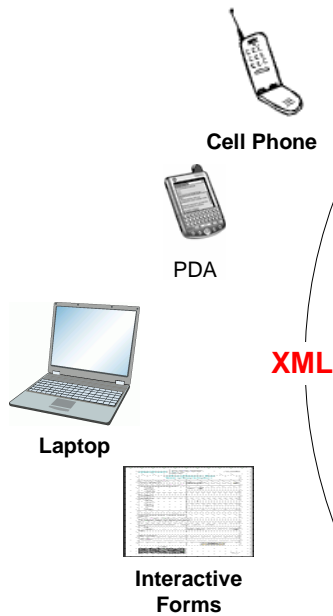 Cell Phone
PDA
XML
Laptop
Interactive
Forms